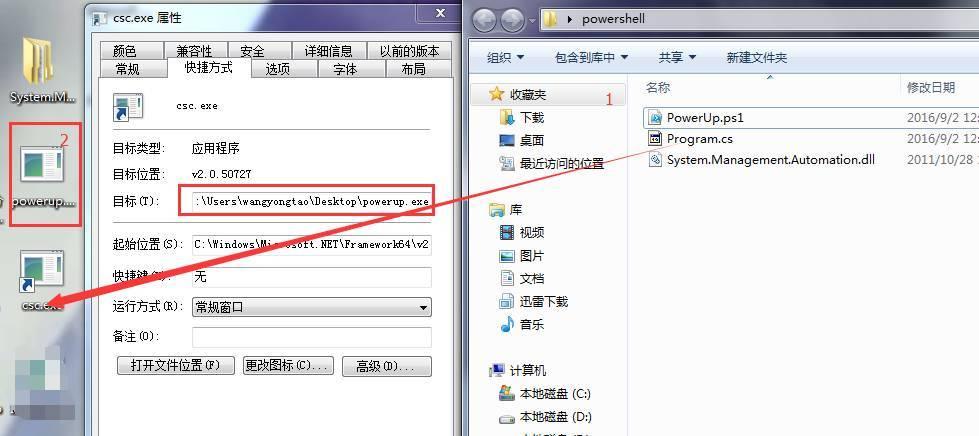 System.M...
2
powerup....
csc.exe
csc.exe 属性
颜色 兼容性 安全 详细信息 以前的版本
常规 快捷方式 选项 字体 布局
csc.exe
目标类型: 应用程序
目标位置: v2.0.50727
目标(T): :\Users\wangyongtao\Desktop\powerup.exe
起始位置(S): C:\Windows\Microsoft.NET\Framework64\v2
快捷键 无
运行方式(R): 常规窗口
备注(O):
打开文件位置(F) 更改图标(C)... 高级(D)...
powershell
组织 包含到库中 共享 新建文件夹
收藏夹
1
下载
桌面
最近访问的位置
库
视频
图片
文档
迅雷下载
音乐
计算机
本地磁盘 (C:)
本地磁盘 (D:)
名称 修改日期
PowerUp.ps1 2016/9/2 12
Program.cs 2016/9/2 12
System.Management.Automation.dll 2011/10/28